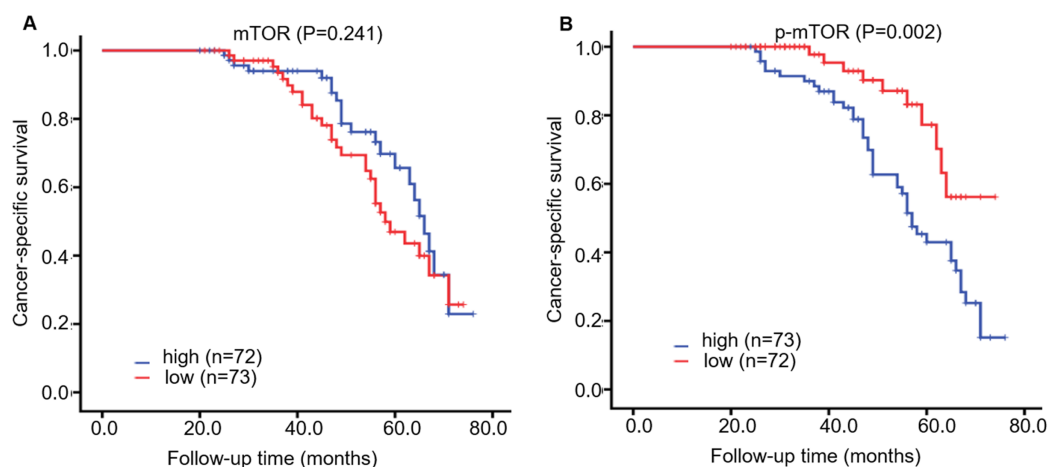 A
mTOR (P=0.241)
Cancer-specific survival
1.0
0.8
0.6
0.4
0.2
0.0
high (n=72)
low (n=73)
0.0 20.0 40.0 60.0 80.0
Follow-up time (months)
B
p-mTOR (P=0.002)
Cancer-specific survival
1.0
0.8
0.6
0.4
0.2
0.0
high (n=73)
low (n=72)
0.0 20.0 40.0 60.0 80.0
Follow-up time (months)